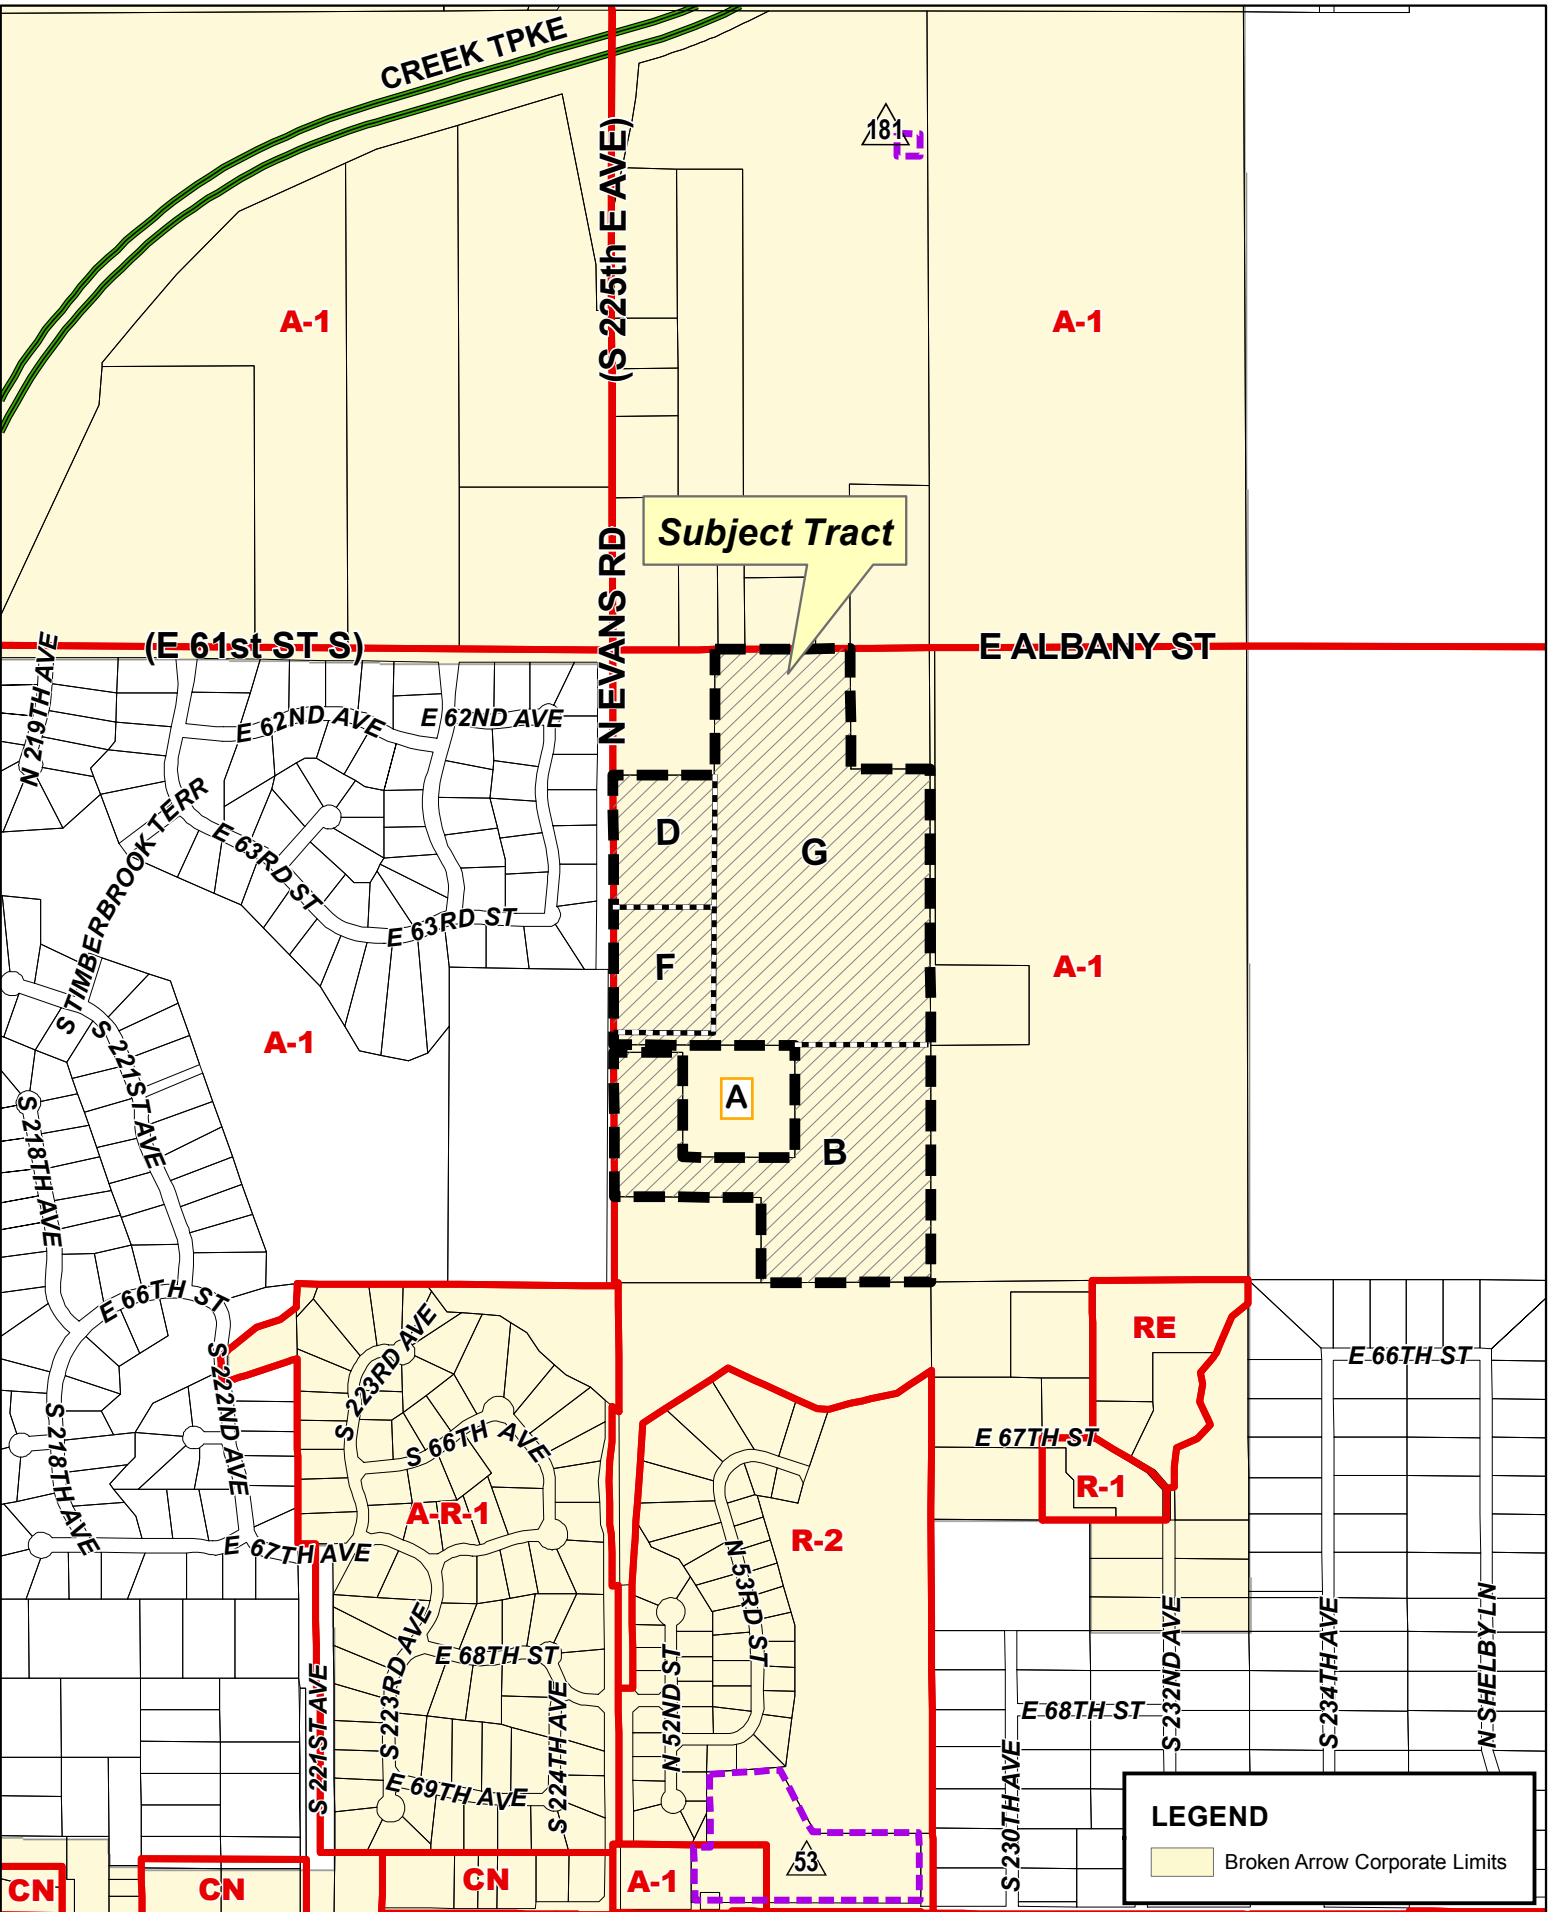 CREEK TPKE
181
(S 225th E AVE)
A-1
A-1
Subject Tract
N EVANS RD
(E 61st ST S)
E ALBANY ST
N 219TH AVE
E 62ND AVE
E 62ND AVE
S TIMBERBROOK TERR
E 63RD ST
E 63RD ST
D
G
F
A-1
A-1
S 221ST AVE
S 218TH AVE
A
B
E 66TH ST
S 222ND AVE
S 223RD AVE
RE
E 66TH ST
S 218TH AVE
S 66TH AVE
E 67TH ST
R-1
A-R-1
R-2
E 67TH AVE
N 53RD ST
S 223RD AVE
E 68TH ST
N 52ND ST
S 232ND AVE
S 234TH AVE
N SHELBY LN
S 221ST AVE
S 224TH AVE
E 68TH ST
E 69TH AVE
S 230TH AVE
53
CN
CN
CN
A-1
LEGEND
Broken Arrow Corporate Limits